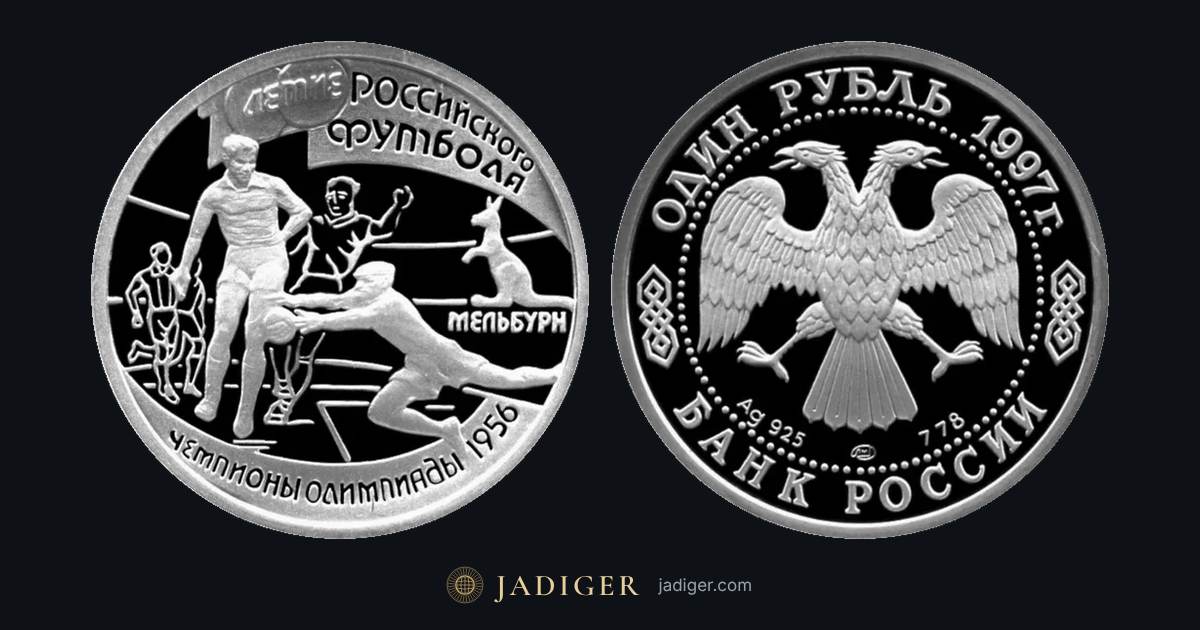 ЛЕТИЕ РОССИЙСКОГО
ФУТБОЛА
МЕЛЬБУРН
ЧЕМПИОНЫ ОЛИМПИАДЫ 1956
ОДИН РУБЛЬ 1997г.
Ag 925
778
БАНК РОССИИ
JADIGER jadiger.com